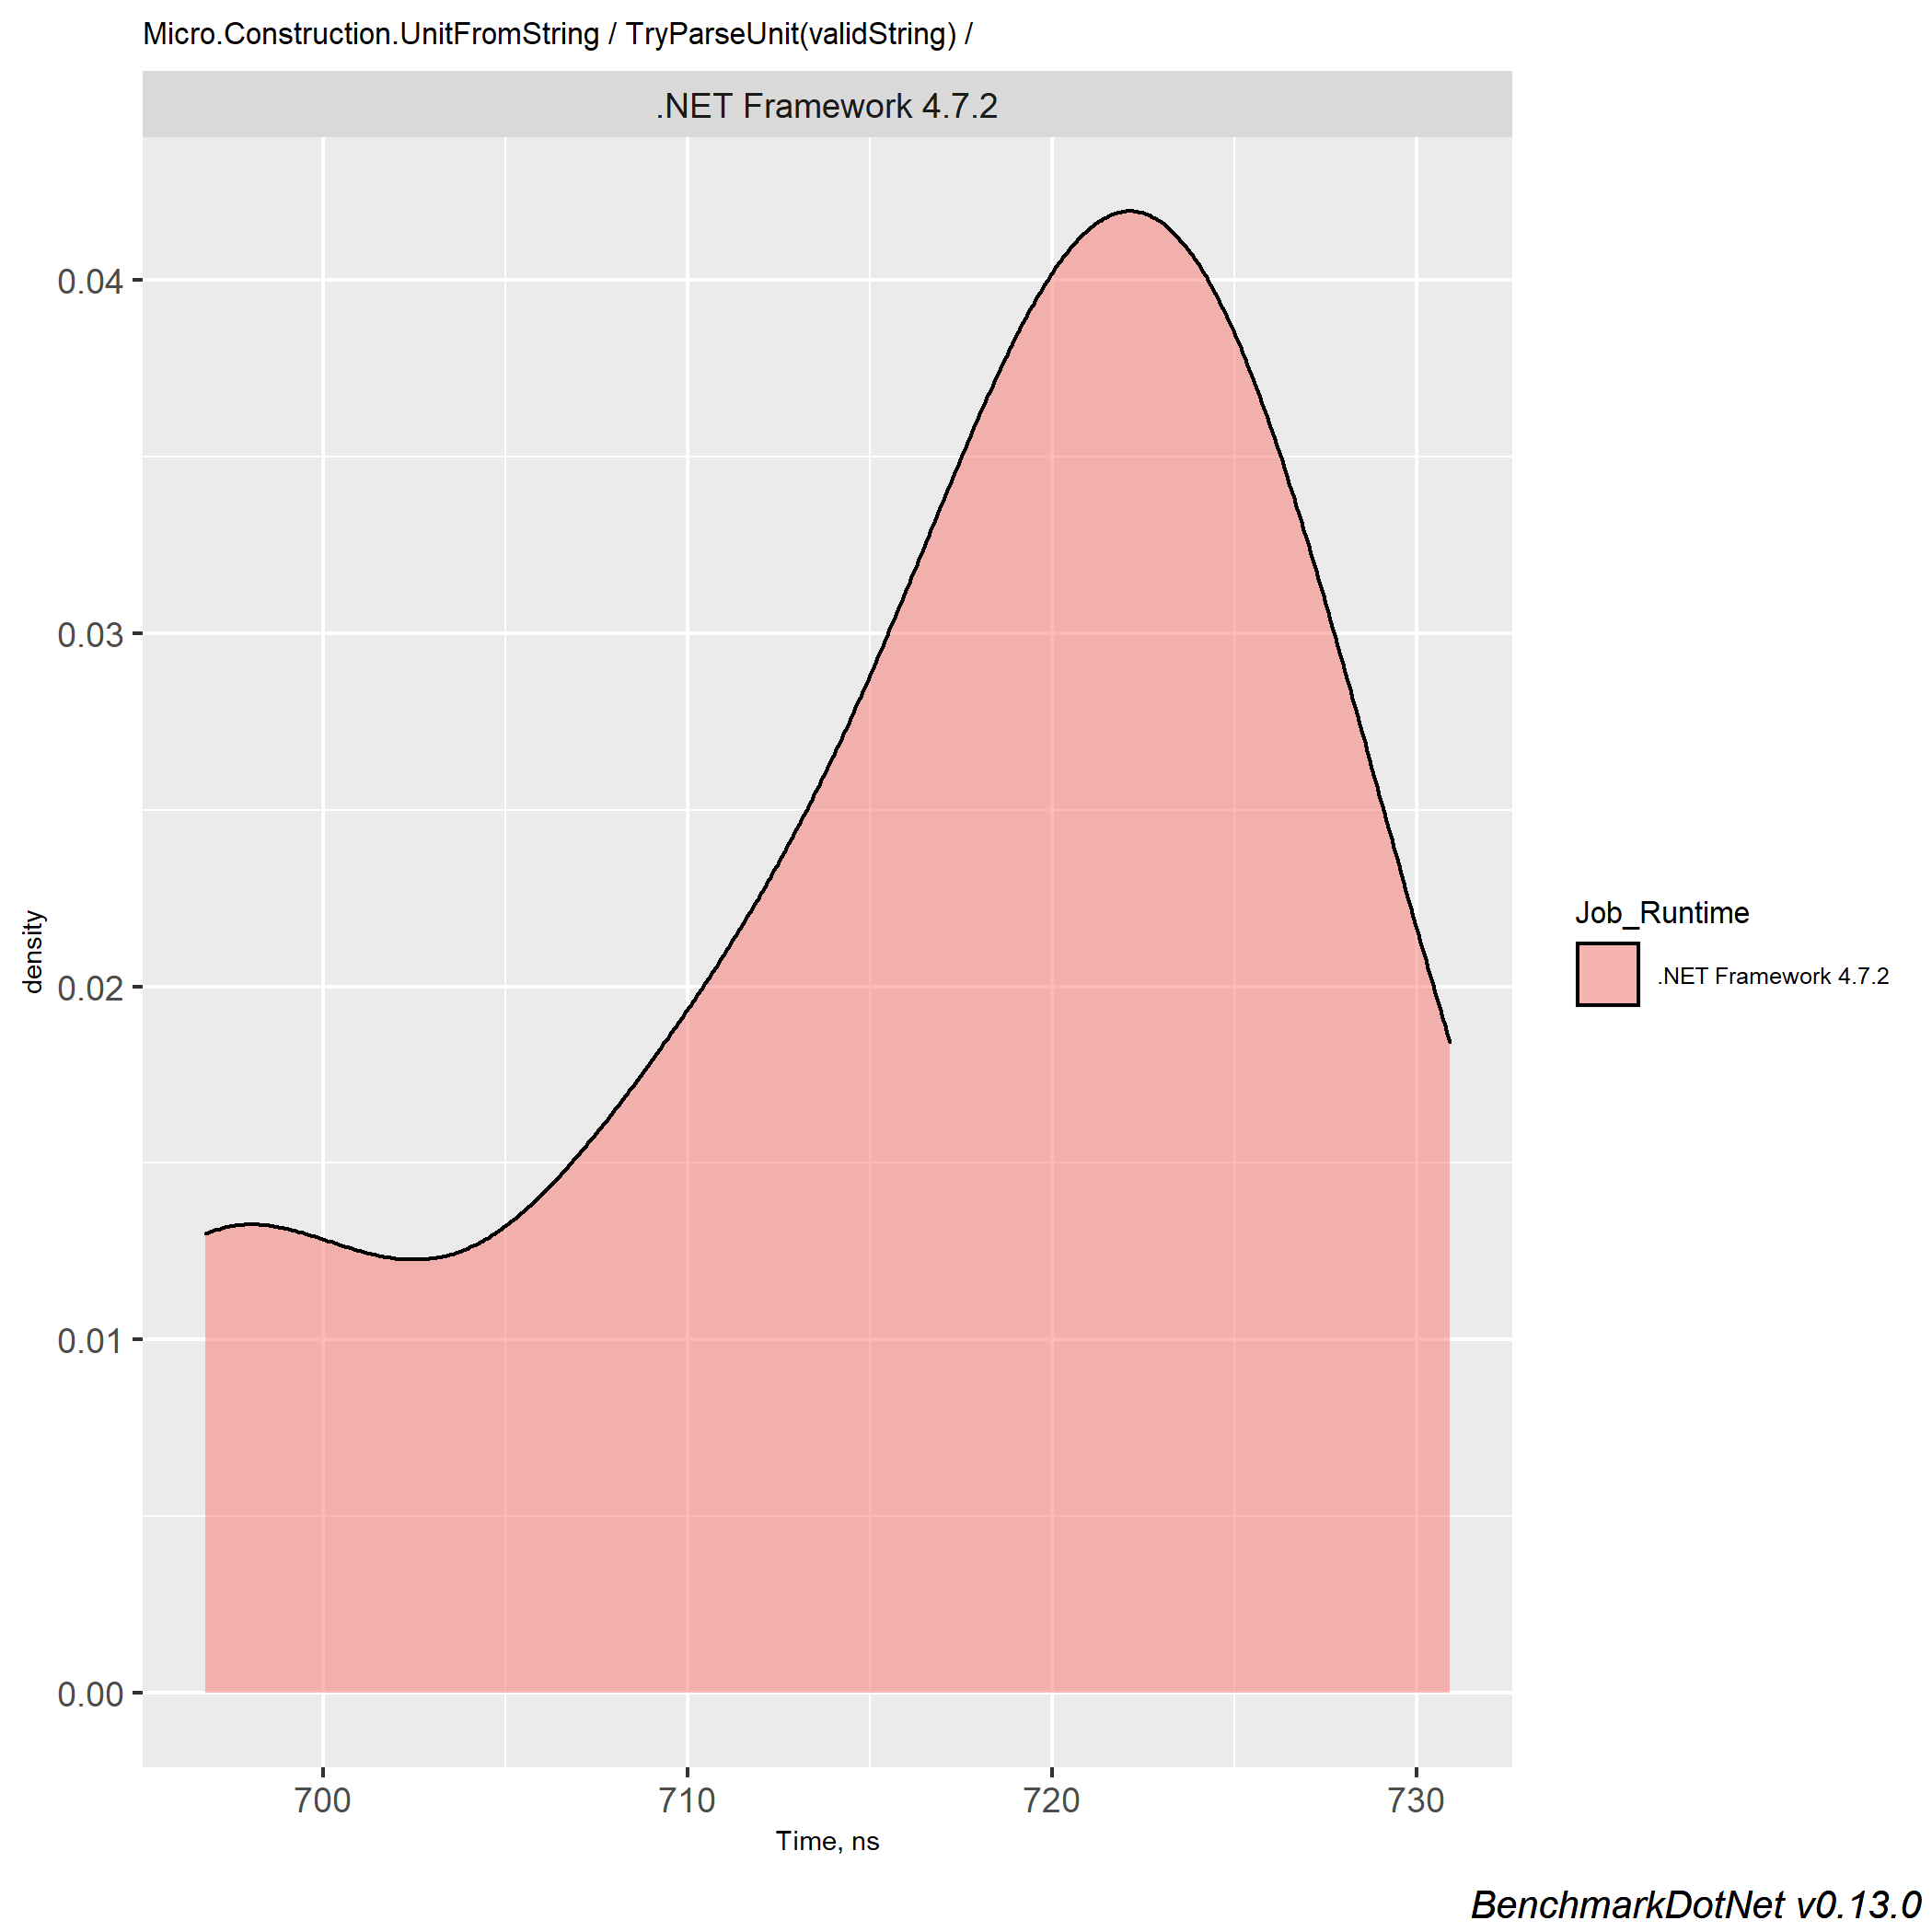 Micro.Construction.UnitFromString / TryParseUnit(validString) /
.NET Framework 4.7.2
0.04
0.03
0.02
0.01
0.00
density
700 710 720 730
Time, ns
Job_Runtime
.NET Framework 4.7.2
BenchmarkDotNet v0.13.0